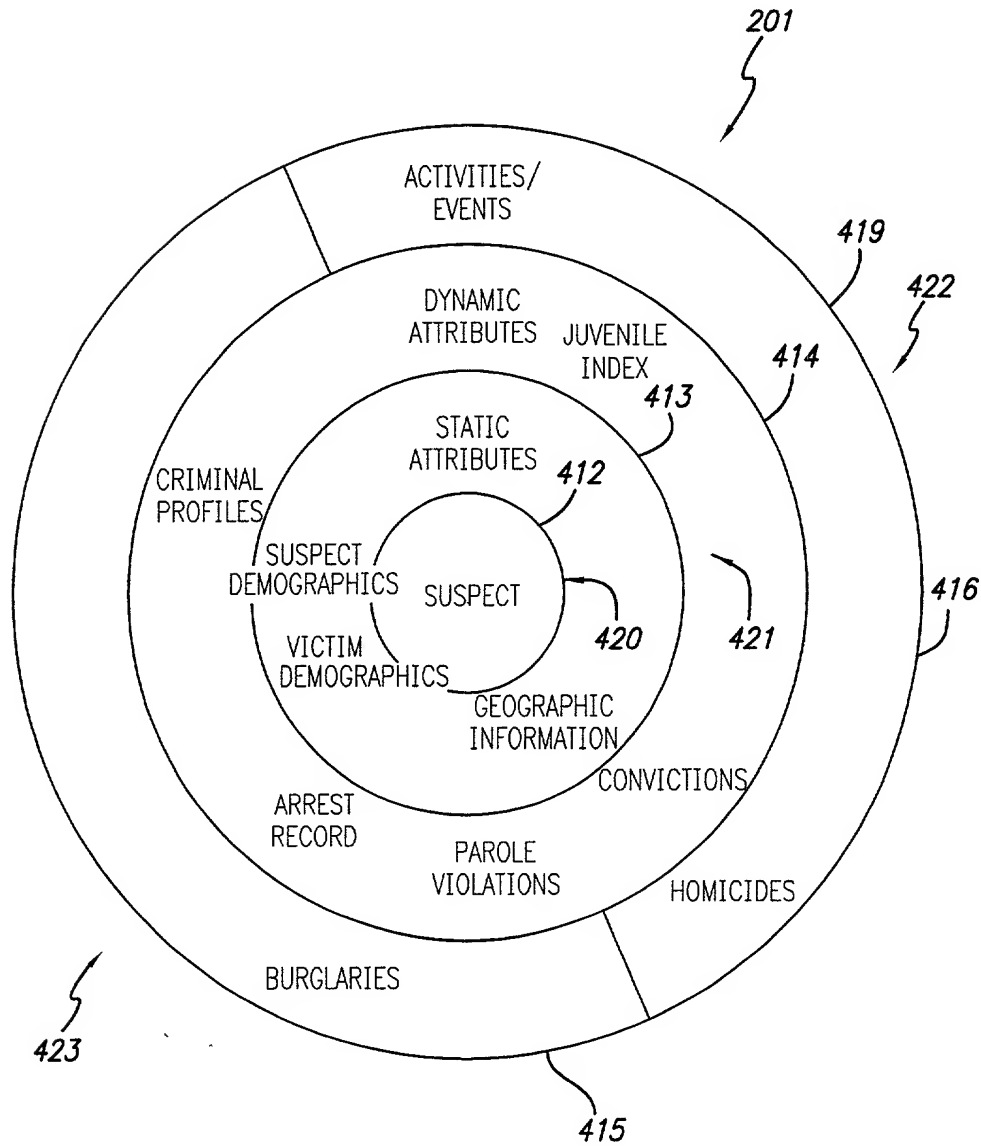 201
ACTIVITIES/
EVENTS
419
422
DYNAMIC
ATTRIBUTES
JUVENILE
INDEX
414
413
STATIC
ATTRIBUTES
412
CRIMINAL
PROFILES
SUSPECT
DEMOGRAPHICS
SUSPECT
416
420
421
VICTIM
DEMOGRAPHICS
GEOGRAPHIC
INFORMATION
CONVICTIONS
ARREST
RECORD
PAROLE
VIOLATIONS
HOMICIDES
BURGLARIES
423
415